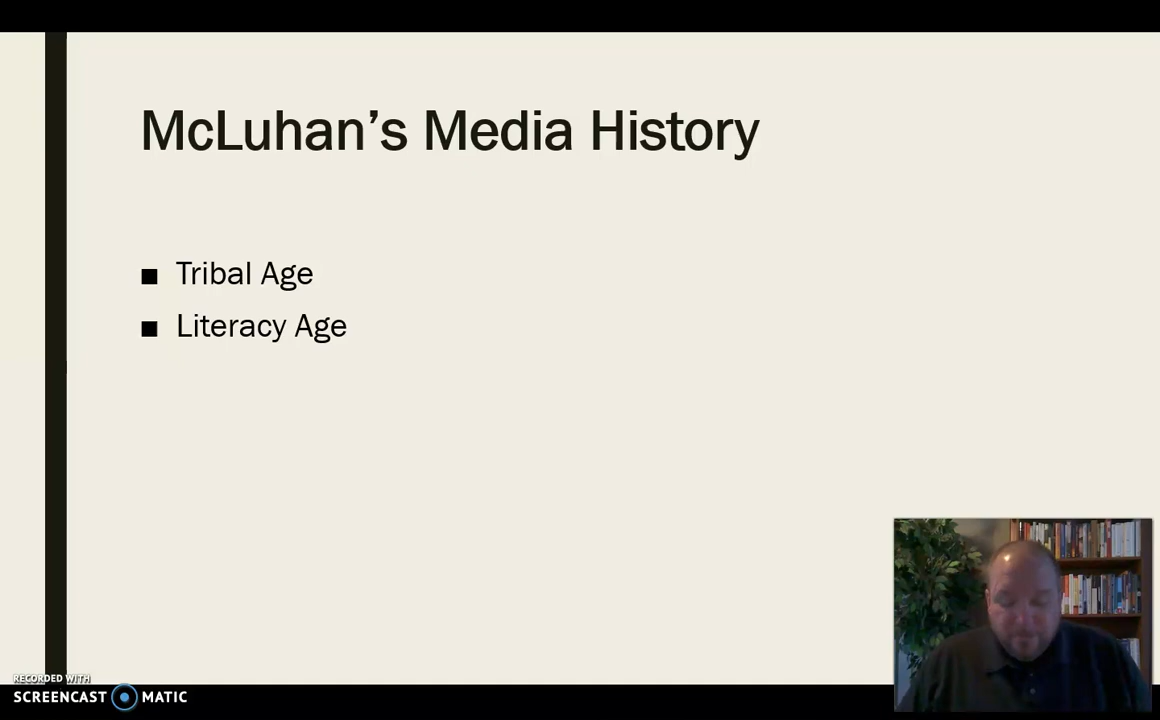 McLuhan’s Media History
■ Tribal Age
■ Literacy Age
RECORDED WITH
SCREENCAST MATIC